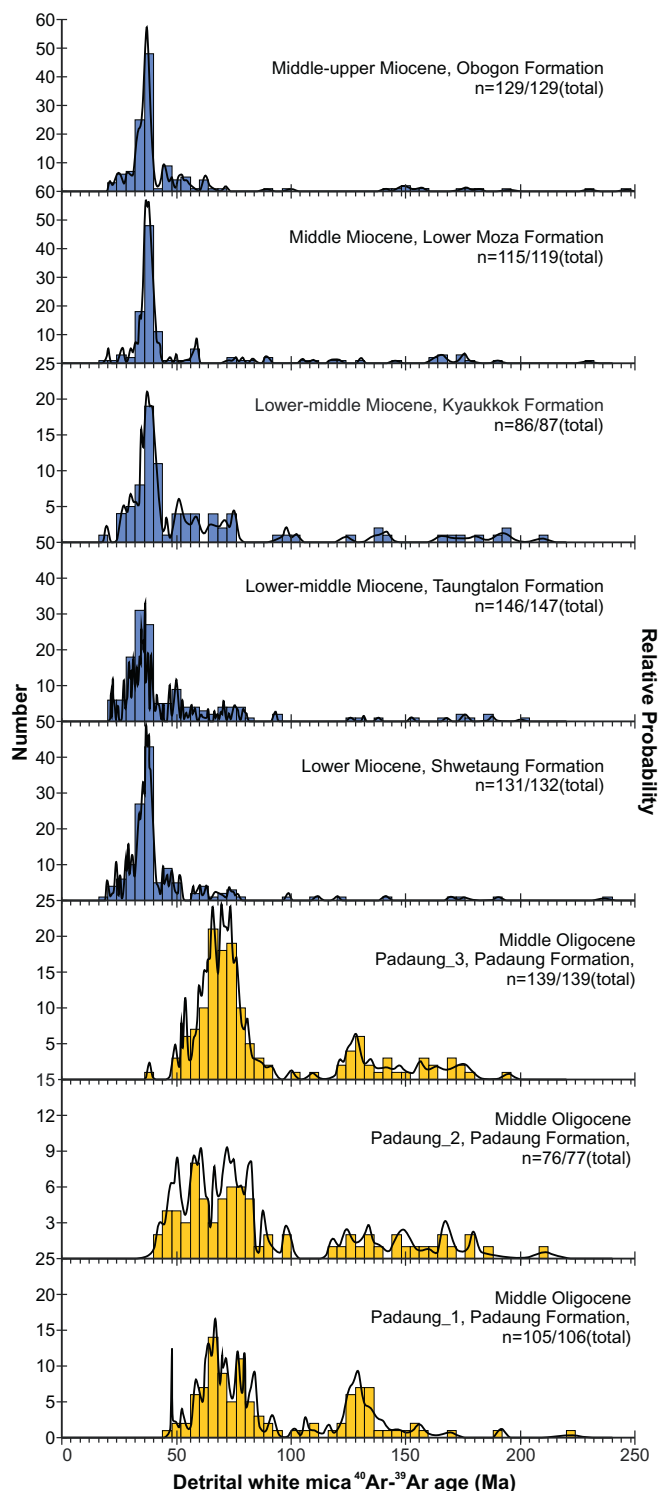 60
50
40
30
20
10
Middle-upper Miocene, Obogon Formation
n=129/129(total)
60
50
40
30
20
10
Middle Miocene, Lower Moza Formation
n=115/119(total)
25
20
15
10
5
Lower-middle Miocene, Kyaukkok Formation
n=86/87(total)
50
40
30
20
10
Lower-middle Miocene, Taungtalon Formation
n=146/147(total)
50
40
30
20
10
Lower Miocene, Shwetaung Formation
n=131/132(total)
25
20
15
10
5
Middle Oligocene
Padaung_3, Padaung Formation,
n=139/139(total)
15
12
9
6
3
Middle Oligocene
Padaung_2, Padaung Formation,
n=76/77(total)
25
20
15
10
5
0
Middle Oligocene
Padaung_1, Padaung Formation,
n=105/106(total)
0 50 100 150 200 250
Detrital white mica ⁴⁰Ar-³⁹Ar age (Ma)
Number
Relative Probability